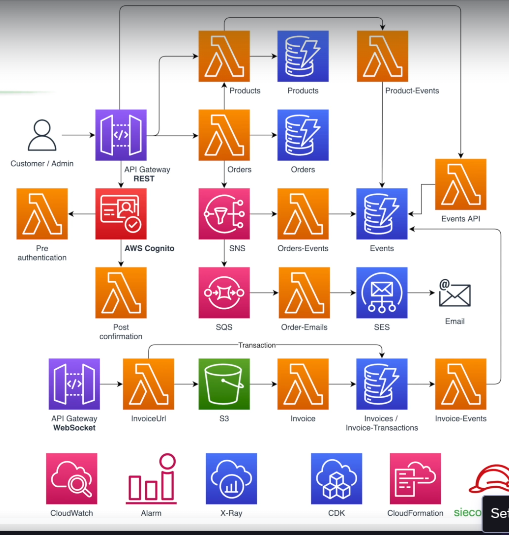 Products
Products
Product-Events
Customer / Admin
API Gateway
REST
Orders
Orders
Events API
Pre
authentication
AWS Cognito
SNS
Orders-Events
Events
Post
confirmation
SQS
Order-Emails
SES
@
Email
Transaction
API Gateway
WebSocket
InvoiceUrl
S3
Invoice
Invoices /
Invoice-Transactions
Invoice-Events
CloudWatch
Alarm
X-Ray
CDK
CloudFormation